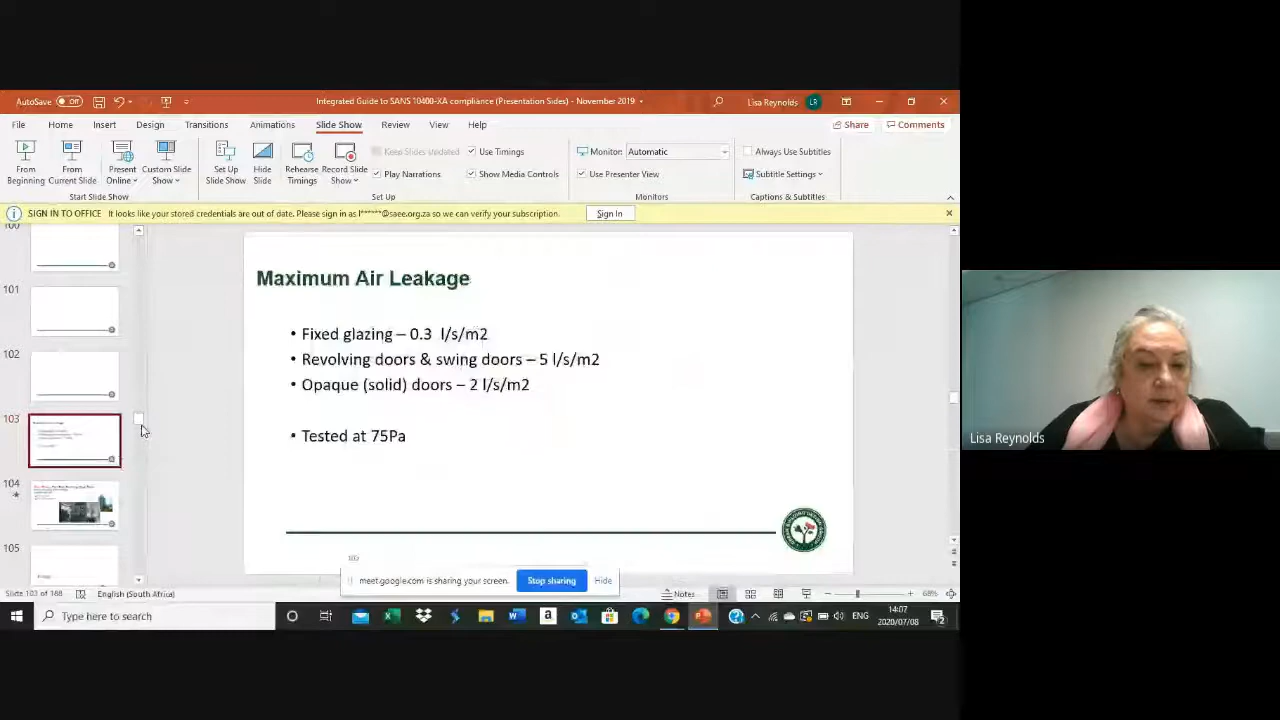 AutoSave Off
Integrated Guide to SANS 10400-XA compliance (Presentation Sides) - November 2019
Lisa Reynolds LR
File Home Insert Design Transitions Animations Slide Show Review View Help
Share Comments
From Beginning
From Current Slide
Present Online
Custom Slide Show
Start Slide Show
Set Up Slide Show
Hide Slide
Rehearse Timings
Record Slide Show
Keep Slides Updated
Play Narrations
Use Timings
Show Media Controls
Set Up
Monitor: Automatic
Use Presenter View
Monitors
Always Use Subtitles
Subtitle Settings
Captions & Subtitles
SIGN IN TO OFFICE It looks like your stored credentials are out of date. Please sign in as l******@saee.org.za so we can verify your subscription. Sign In
100
101
102
103
104
105
Maximum Air Leakage
• Fixed glazing – 0.3 l/s/m2
• Revolving doors & swing doors – 5 l/s/m2
• Opaque (solid) doors – 2 l/s/m2
• Tested at 75Pa
meet.google.com is sharing your screen. Stop sharing Hide
Slide 103 of 188 English (South Africa) Notes 68%
Type here to search
ENG
14:07
2020/07/08
Lisa Reynolds